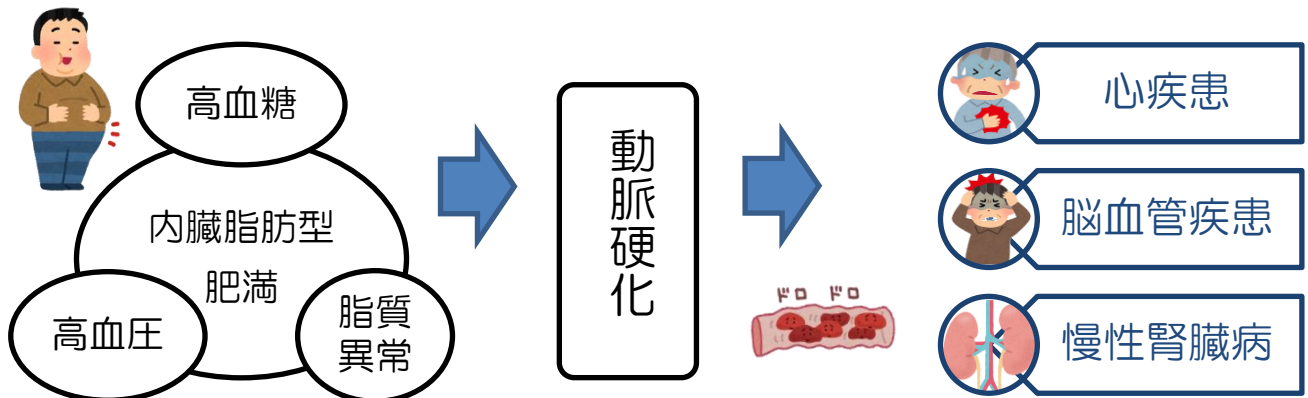 高血糖
内臓脂肪型
肥満
高血圧
脂質
異常
動脈硬化
ドロ ドロ
心疾患
脳血管疾患
慢性腎臓病